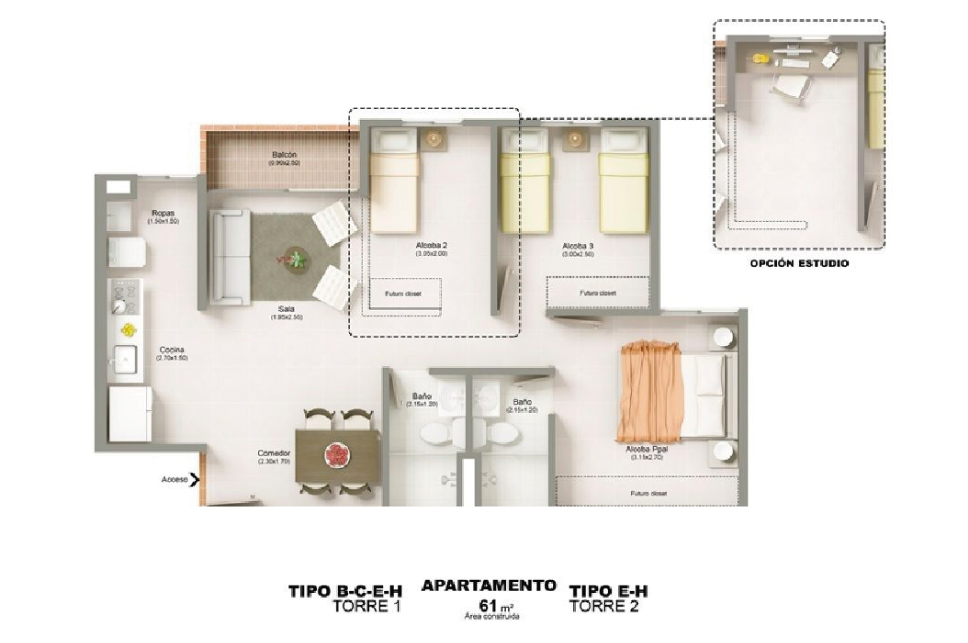 OPCIÓN ESTUDIO
Balcón
(0.90x2.50)
Ropas
(1.50x1.50)
Alcoba 2
(3.05x2.00)
Alcoba 3
(3.00x2.50)
Futuro closet
Futuro closet
Sala
(1.95x2.55)
Cocina
(2.70x1.50)
Baño
(2.15x1.20)
Baño
(2.15x1.20)
Comedor
(2.30x1.70)
Alcoba Ppal
(3.15x2.70)
Acceso
Futuro closet
TIPO B-C-E-H
TORRE 1
APARTAMENTO
61 m²
Área construida
TIPO E-H
TORRE 2